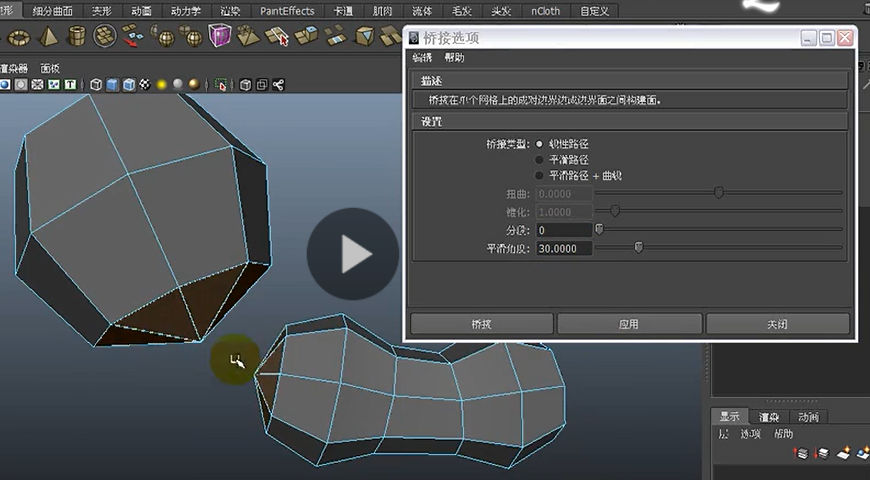 细分曲面 壳形 动画 动力学 渲染 PaintEffects 卡通 肌肉 流体 毛发 头发 nCloth 自定义
渲染器 面板
桥接选项
编辑 帮助
描述
桥接在几个网格上的成对边界边或边界面之间构建面。
设置
桥接类型: 线性路径
平滑路径
平滑路径 + 曲线
扭曲: 0.0000
锥化: 1.0000
分段: 0
平滑角度: 30.0000
桥接 应用 关闭
显示 渲染 动画
层 选项 帮助